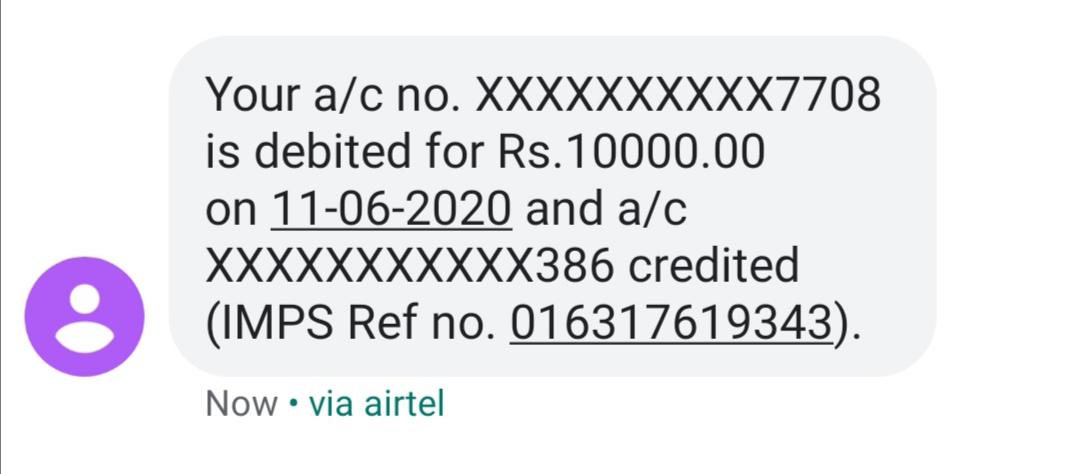 Your a/c no. XXXXXXXXXX7708
is debited for Rs.10000.00
on 11-06-2020 and a/c
XXXXXXXXXXX386 credited
(IMPS Ref no. 016317619343).
Now • via airtel